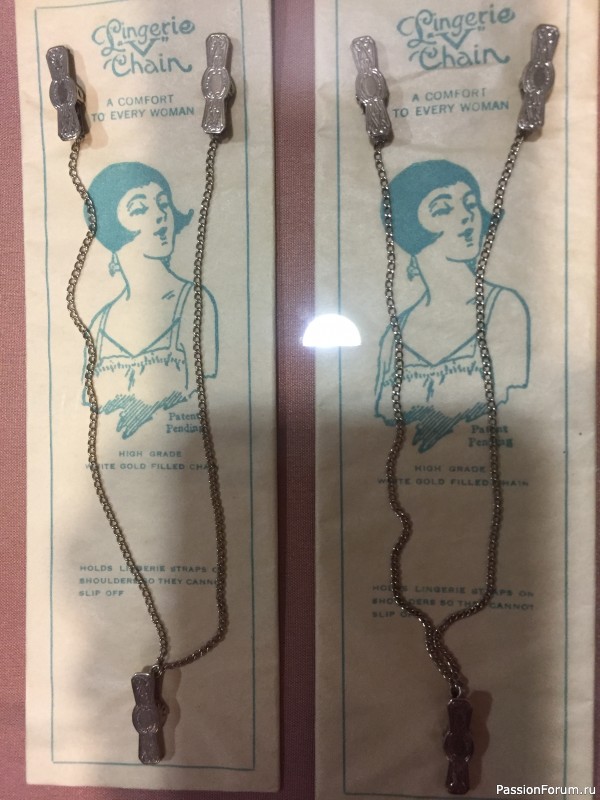 Lingerie
Chain
A COMFORT
TO EVERY WOMAN
Patent
Pending
HIGH GRADE
WHITE GOLD FILLED CHAIN
HOLDS LINGERIE STRAPS ON
SHOULDERS SO THEY CANNOT
SLIP OFF
Lingerie
Chain
A COMFORT
TO EVERY WOMAN
Patent
Pending
HIGH GRADE
WHITE GOLD FILLED CHAIN
HOLDS LINGERIE STRAPS ON
SHOULDERS SO THEY CANNOT
SLIP OFF
PassionForum.ru